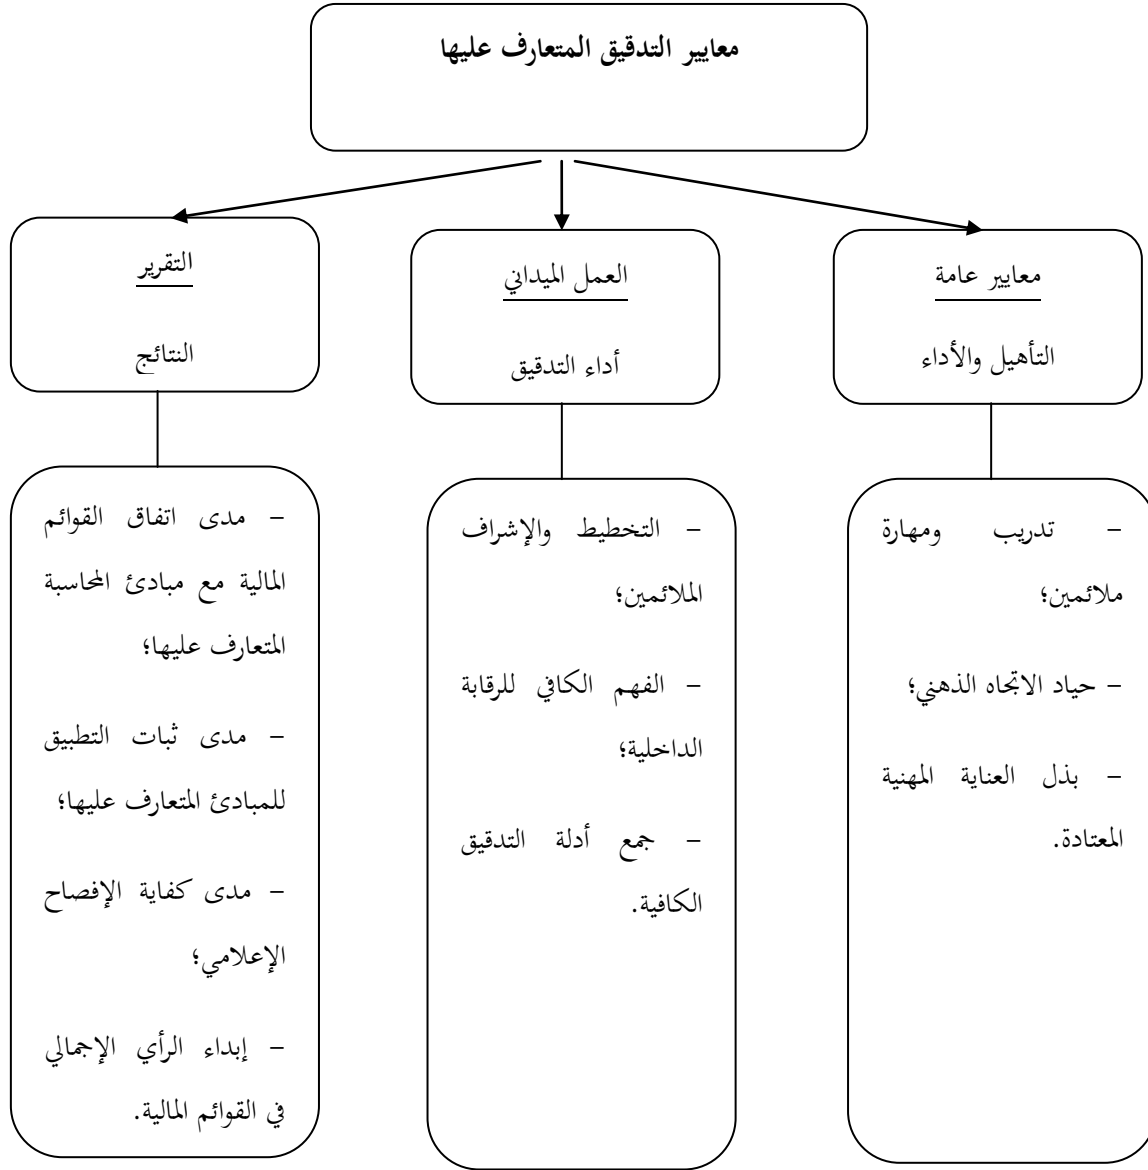 معايير التدقيق المتعارف عليها
معايير عامة
التأهيل والأداء
– تدريب ومهارة
ملائمين؛
– حياد الاتجاه الذهني؛
– بذل العناية المهنية
المعتادة.
العمل الميداني
أداء التدقيق
– التخطيط والإشراف
الملائمين؛
– الفهم الكافي للرقابة
الداخلية؛
– جمع أدلة التدقيق
الكافية.
التقرير
النتائج
– مدى اتفاق القوائم
المالية مع مبادئ المحاسبة
المتعارف عليها؛
– مدى ثبات التطبيق
للمبادئ المتعارف عليها؛
– مدى كفاية الإفصاح
الإعلامي؛
– إبداء الرأي الإجمالي
في القوائم المالية.